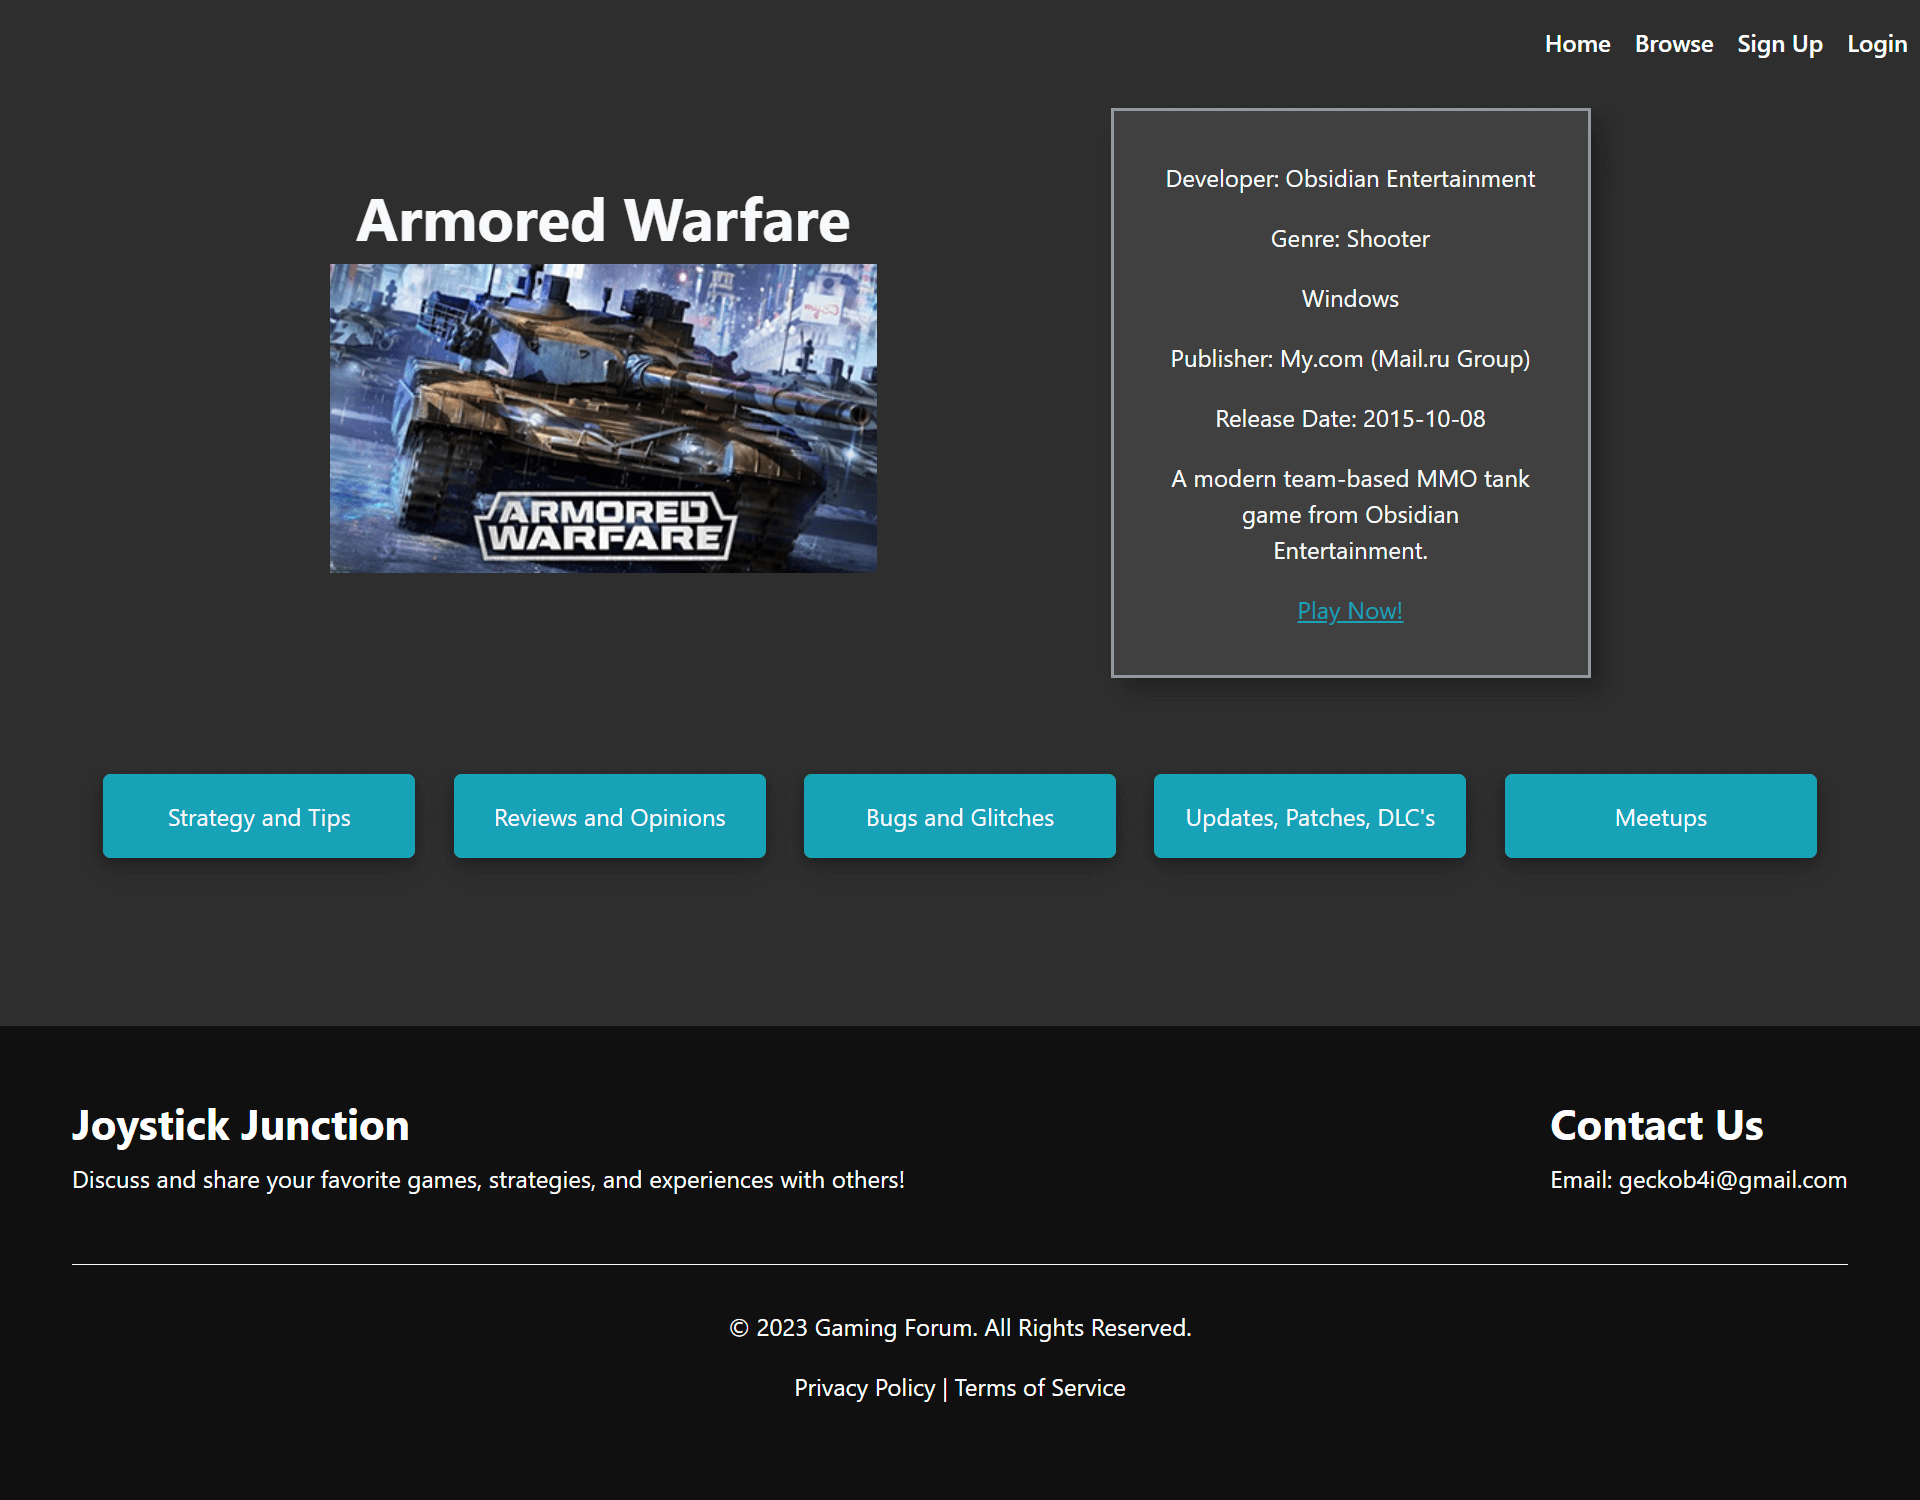 Home Browse Sign Up Login
Armored Warfare
ARMORED
WARFARE
Developer: Obsidian Entertainment
Genre: Shooter
Windows
Publisher: My.com (Mail.ru Group)
Release Date: 2015-10-08
A modern team-based MMO tank
game from Obsidian
Entertainment.
Play Now!
Strategy and Tips
Reviews and Opinions
Bugs and Glitches
Updates, Patches, DLC's
Meetups
Joystick Junction
Discuss and share your favorite games, strategies, and experiences with others!
Contact Us
Email: geckob4i@gmail.com
© 2023 Gaming Forum. All Rights Reserved.
Privacy Policy | Terms of Service